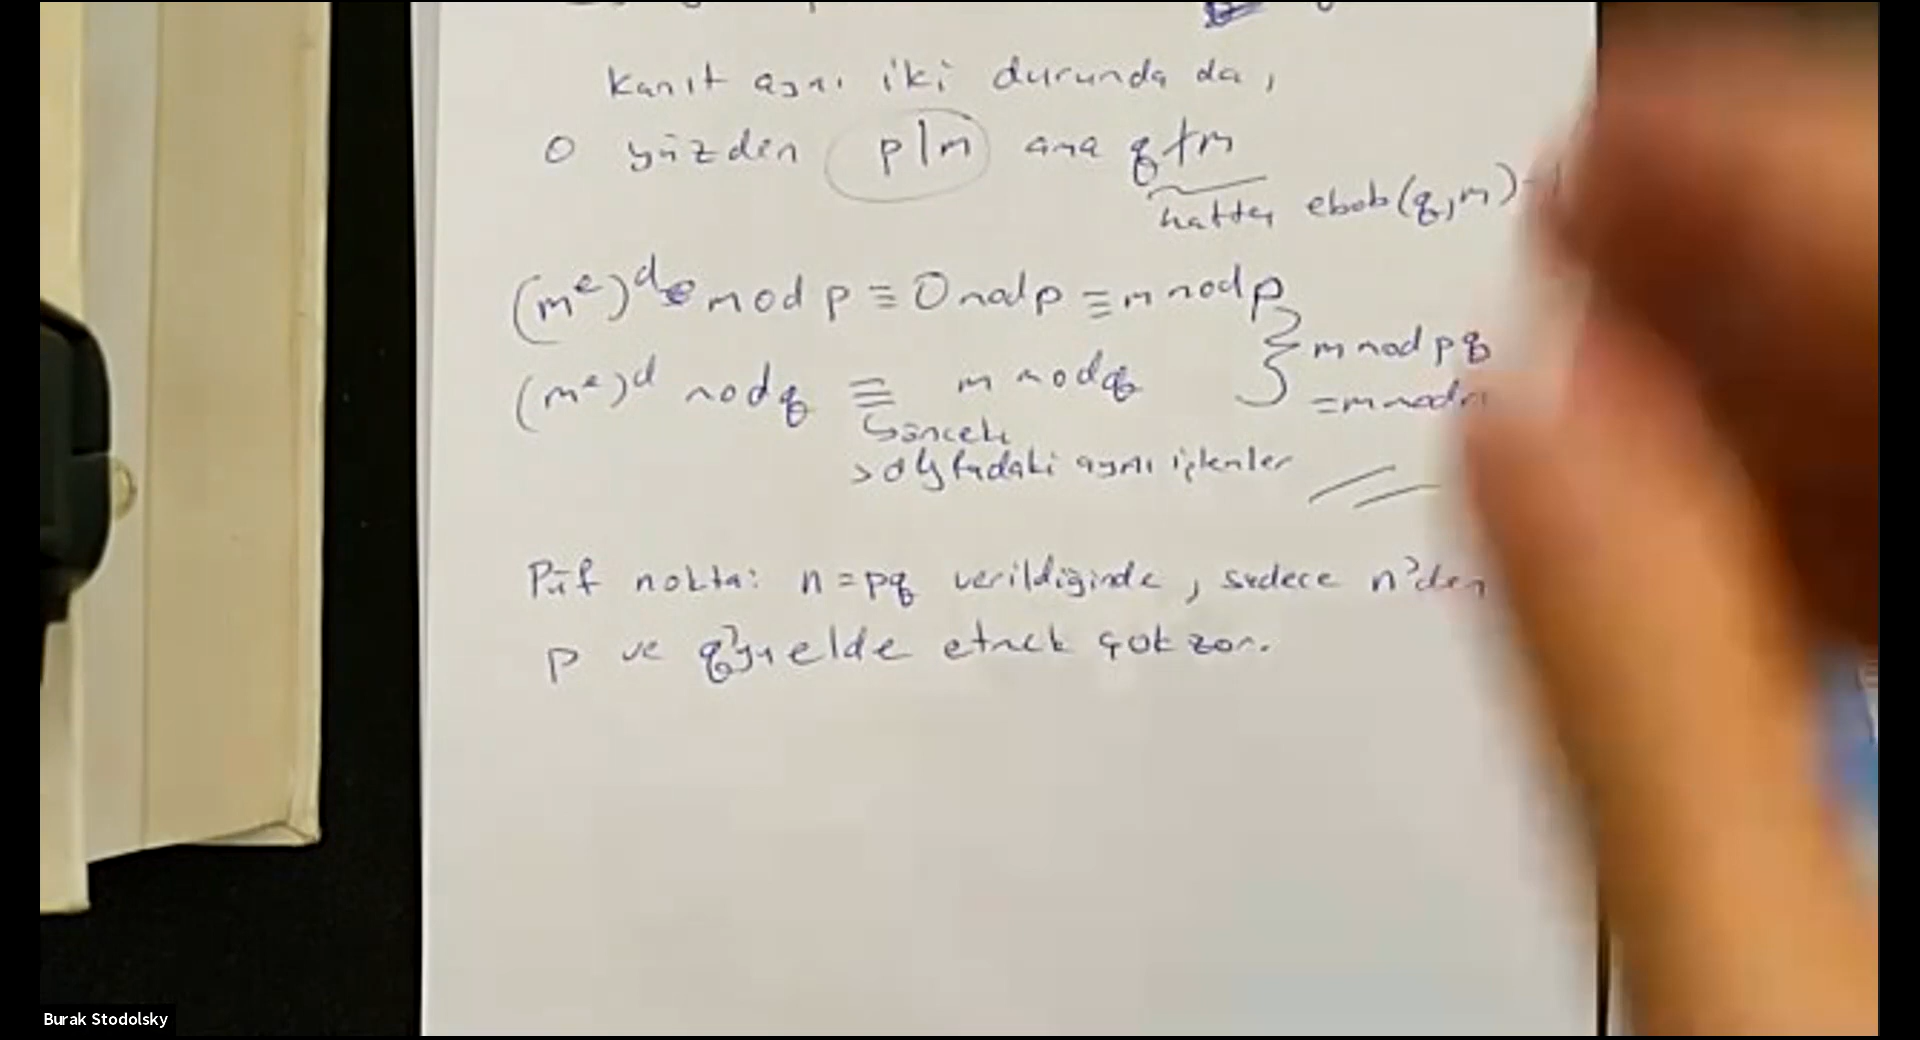 Kanıt aynı iki durumda da,
O yüzden p|m ama q∤m
hatta ebob(q,m)
(m^e)^d mod p ≡ 0 mod p ≡ m mod p
} m mod pq
(m^e)^d mod q ≡ m mod q
= m mod n
önceki
sayfadaki aynı işlemler
Püf nokta: n=pq verildiğinde, sadece n'den
p ve q'yu elde etmek çok zor.
Burak Stodolsky